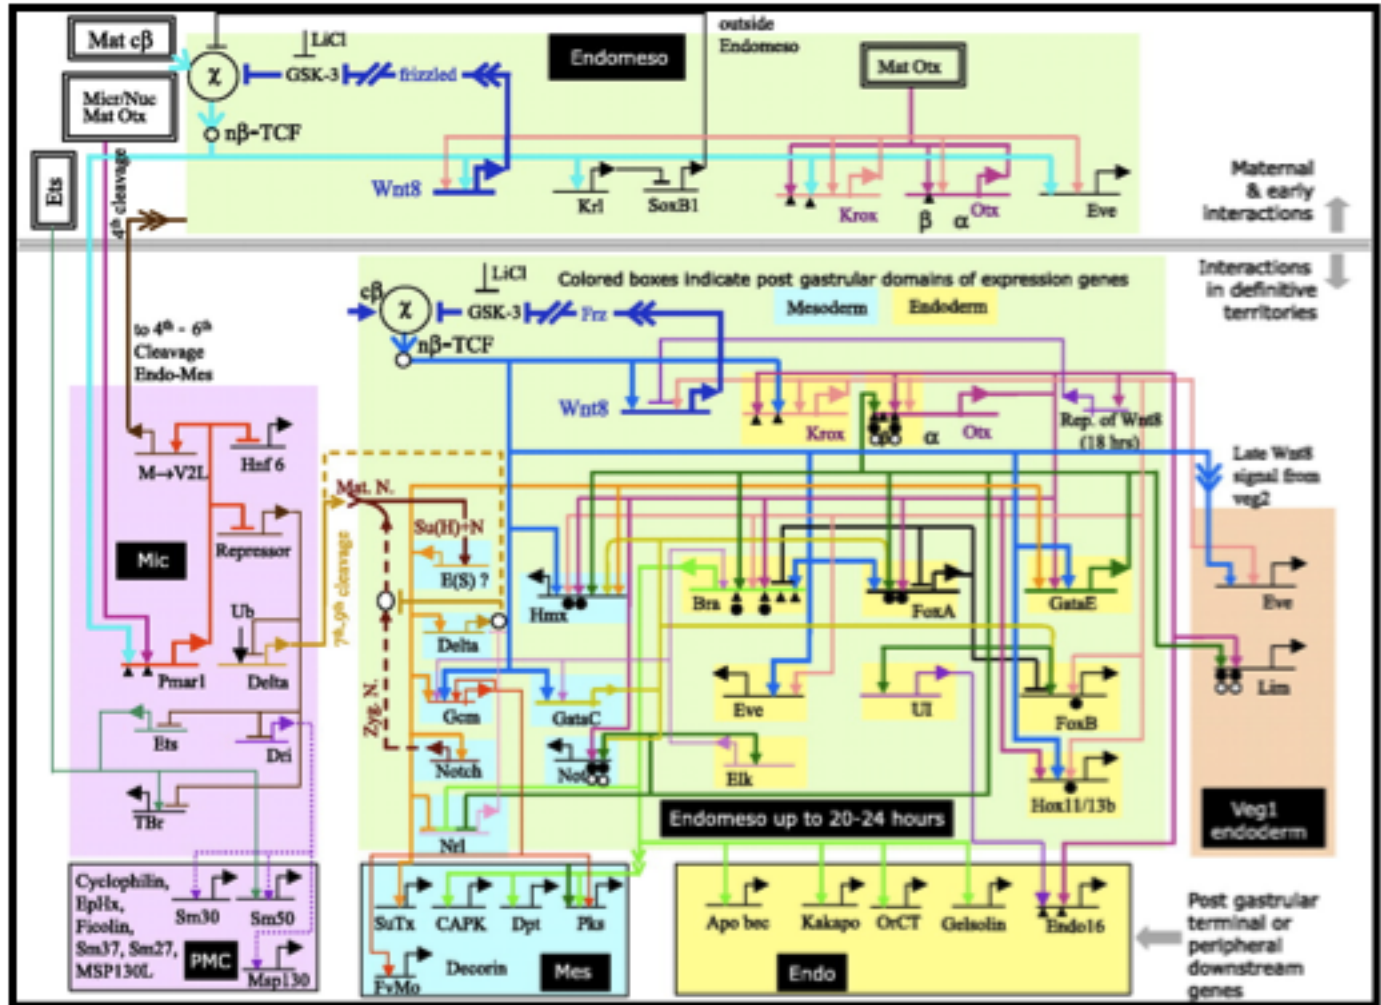 Mat cβ
Micr/Nuc
Mat Otx
Ets
4th cleavage
χ
LiCl
GSK-3
frizzled
nβ-TCF
Endomeso
outside
Endomeso
Mat Otx
Wnt8
Krl
SoxB1
Krox
β
α
Otx
Eve
Maternal
& early
interactions
Interactions
in definitive
territories
cβ
χ
LiCl
GSK-3
Frz
nβ-TCF
Colored boxes indicate post gastrular domains of expression genes
Mesoderm
Endoderm
to 4th - 6th
Cleavage
Endo-Mes
Wnt8
Krox
α
Otx
Rep. of Wnt8
(18 hrs)
Late Wnt8
signal from
veg2
M→V2L
Hnf 6
Mic
Repressor
Ub
Pmar1
Delta
Ets
Dri
TBr
7th-9th cleavage
Mat. N.
Su(H)+N
E(S) ?
Delta
Zyg. N.
Gcm
GataC
Notch
Not
Nrl
Hmx
Bra
FoxA
GataE
Eve
UI
FoxB
Elk
Hox11/13b
Eve
Lim
Veg1
endoderm
Endomeso up to 20-24 hours
Cyclophilin,
EpHx,
Ficolin,
Sm37, Sm27,
MSP130L
PMC
Sm30
Sm50
Msp130
SuTx
CAPK
Dpt
Pks
FvMo
Decorin
Mes
Apo bec
Kakapo
OrCT
Gelsolin
Endo16
Endo
Post gastrular
terminal or
peripheral
downstream
genes